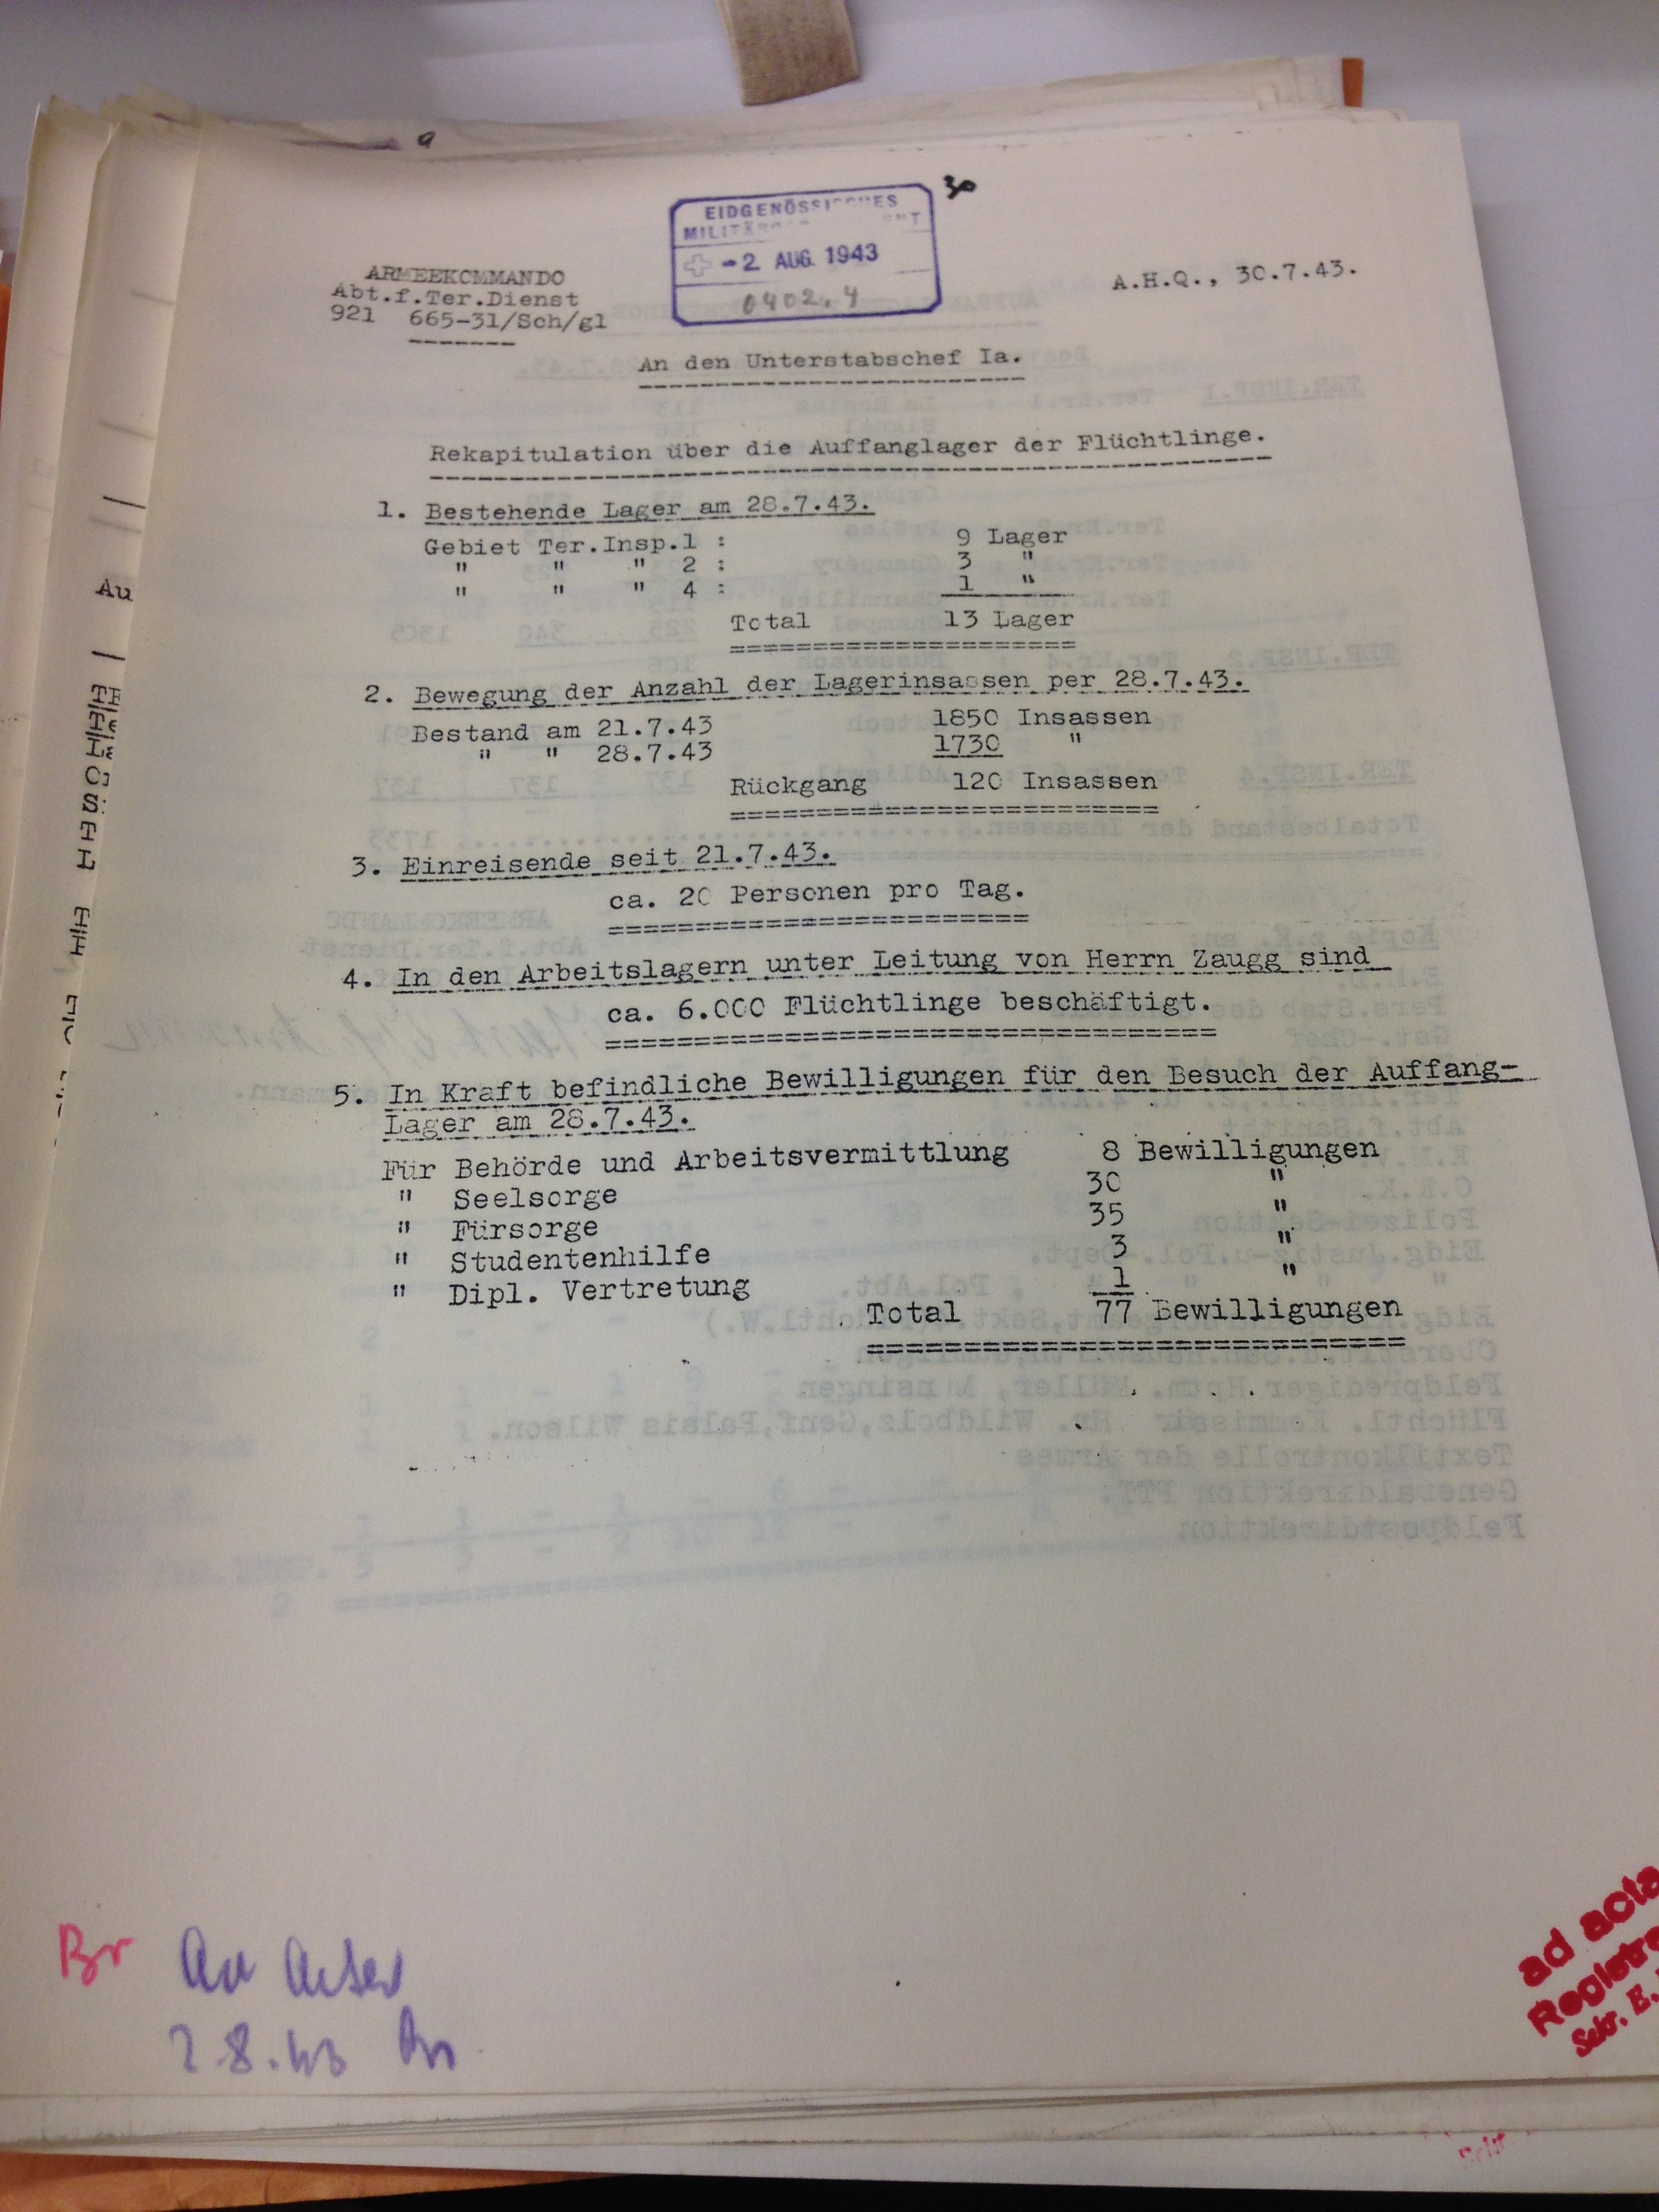 30
EIDGENÖSSISCHES
- 2. AUG. 1943
0402.4
ARMEEKOMMANDO
Abt.f.Ter.Dienst
921 665-31/Sch/gl
A.H.Q., 30.7.43.
An den Unterstabschef Ia.
Rekapitulation über die Auffanglager der Flüchtlinge.
1. Bestehende Lager am 28.7.43.
Gebiet Ter.Insp.1 : 9 Lager
" " " 2 : 3 "
" " " 4 : 1 "
Total 13 Lager
2. Bewegung der Anzahl der Lagerinsassen per 28.7.43.
Bestand am 21.7.43 1850 Insassen
" " 28.7.43 1730 "
Rückgang 120 Insassen
3. Einreisende seit 21.7.43.
ca. 20 Personen pro Tag.
4. In den Arbeitslagern unter Leitung von Herrn Zaugg sind
ca. 6.000 Flüchtlinge beschäftigt.
5. In Kraft befindliche Bewilligungen für den Besuch der Auffang-
Lager am 28.7.43.
Für Behörde und Arbeitsvermittlung 8 Bewilligungen
" Seelsorge 30 "
" Fürsorge 35 "
" Studentenhilfe 3 "
" Dipl. Vertretung 1 "
Total 77 Bewilligungen
Br
2.8.43
ad acta
Sekr. E.